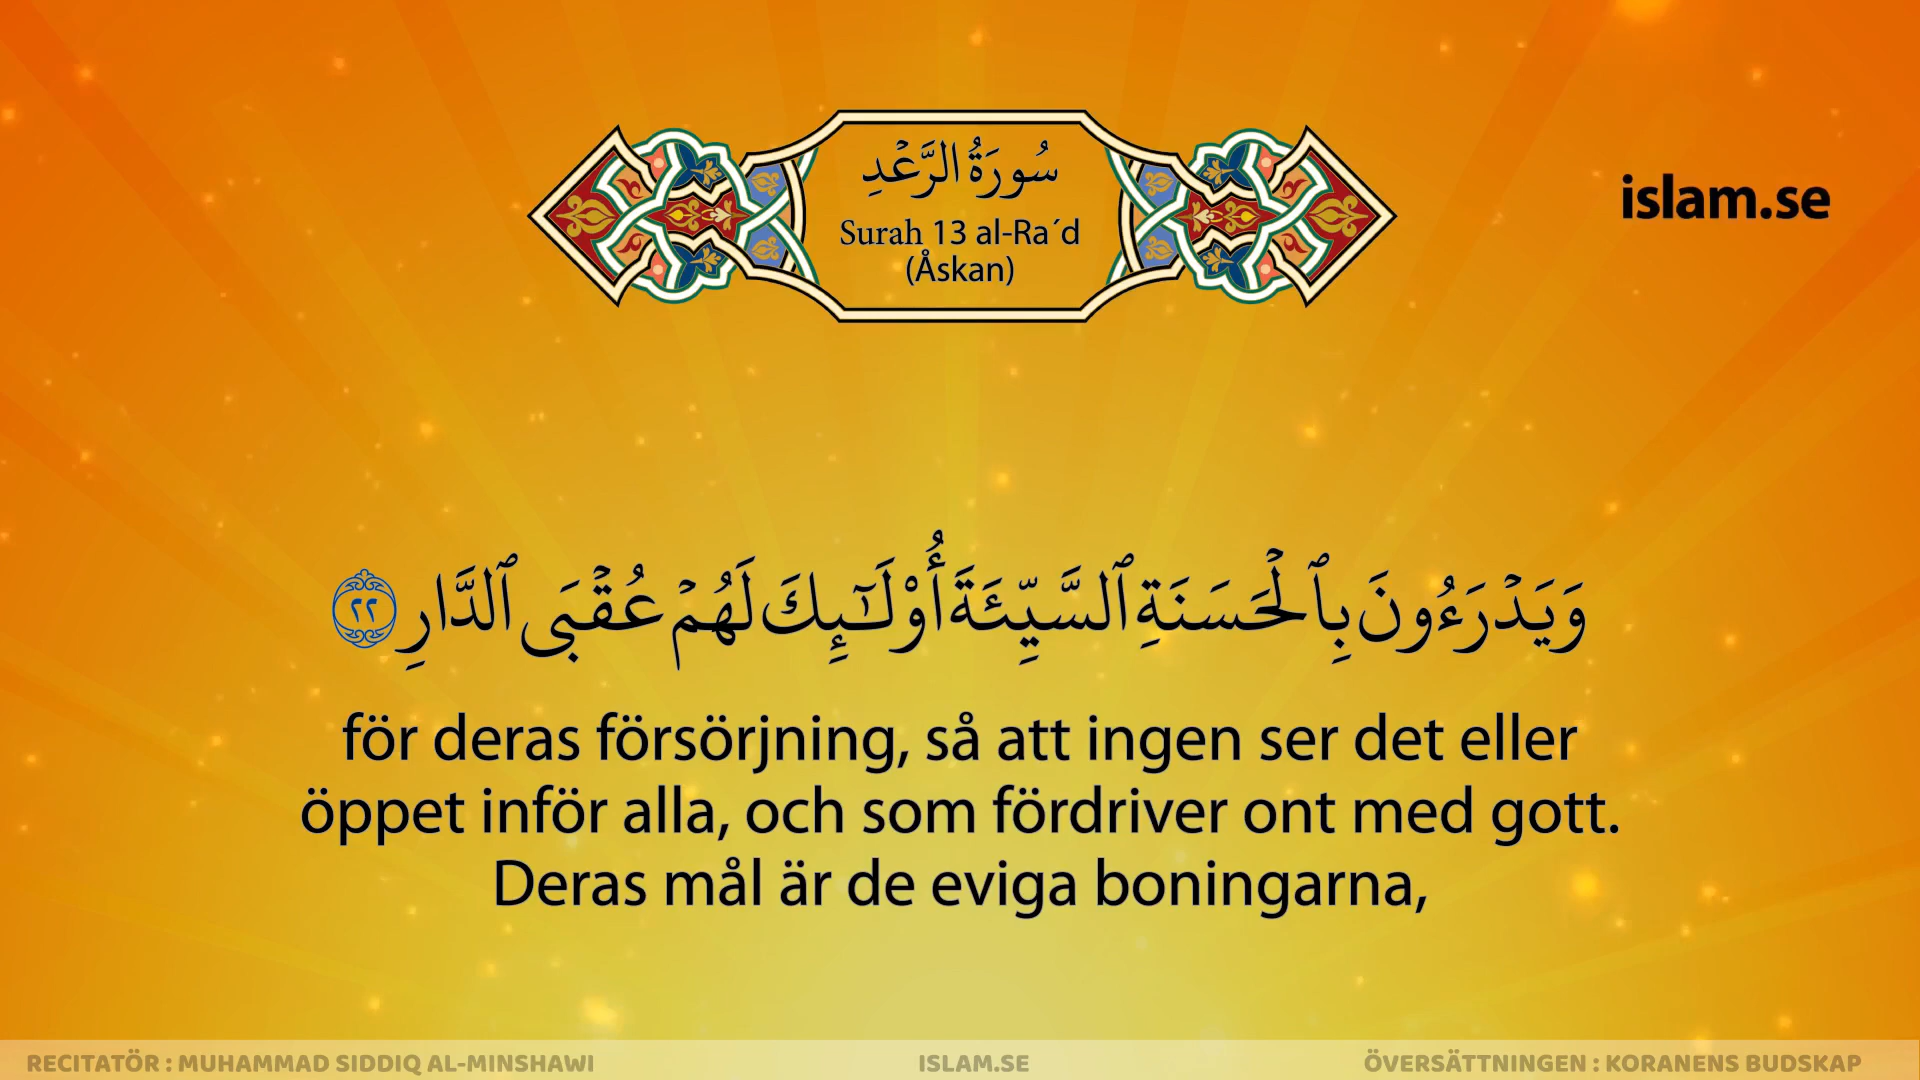 سُورَةُ الرَّعۡدِ
Surah 13 al-Ra´d
(Åskan)
islam.se
وَيَدۡرَءُونَ بِٱلۡحَسَنَةِ ٱلسَّيِّئَةَ أُوْلَـٰٓئِكَ لَهُمۡ عُقۡبَى ٱلدَّارِ ٢٢
för deras försörjning, så att ingen ser det eller
öppet inför alla, och som fördriver ont med gott.
Deras mål är de eviga boningarna,
RECITATÖR : MUHAMMAD SIDDIQ AL-MINSHAWI
ISLAM.SE
ÖVERSÄTTNINGEN : KORANENS BUDSKAP